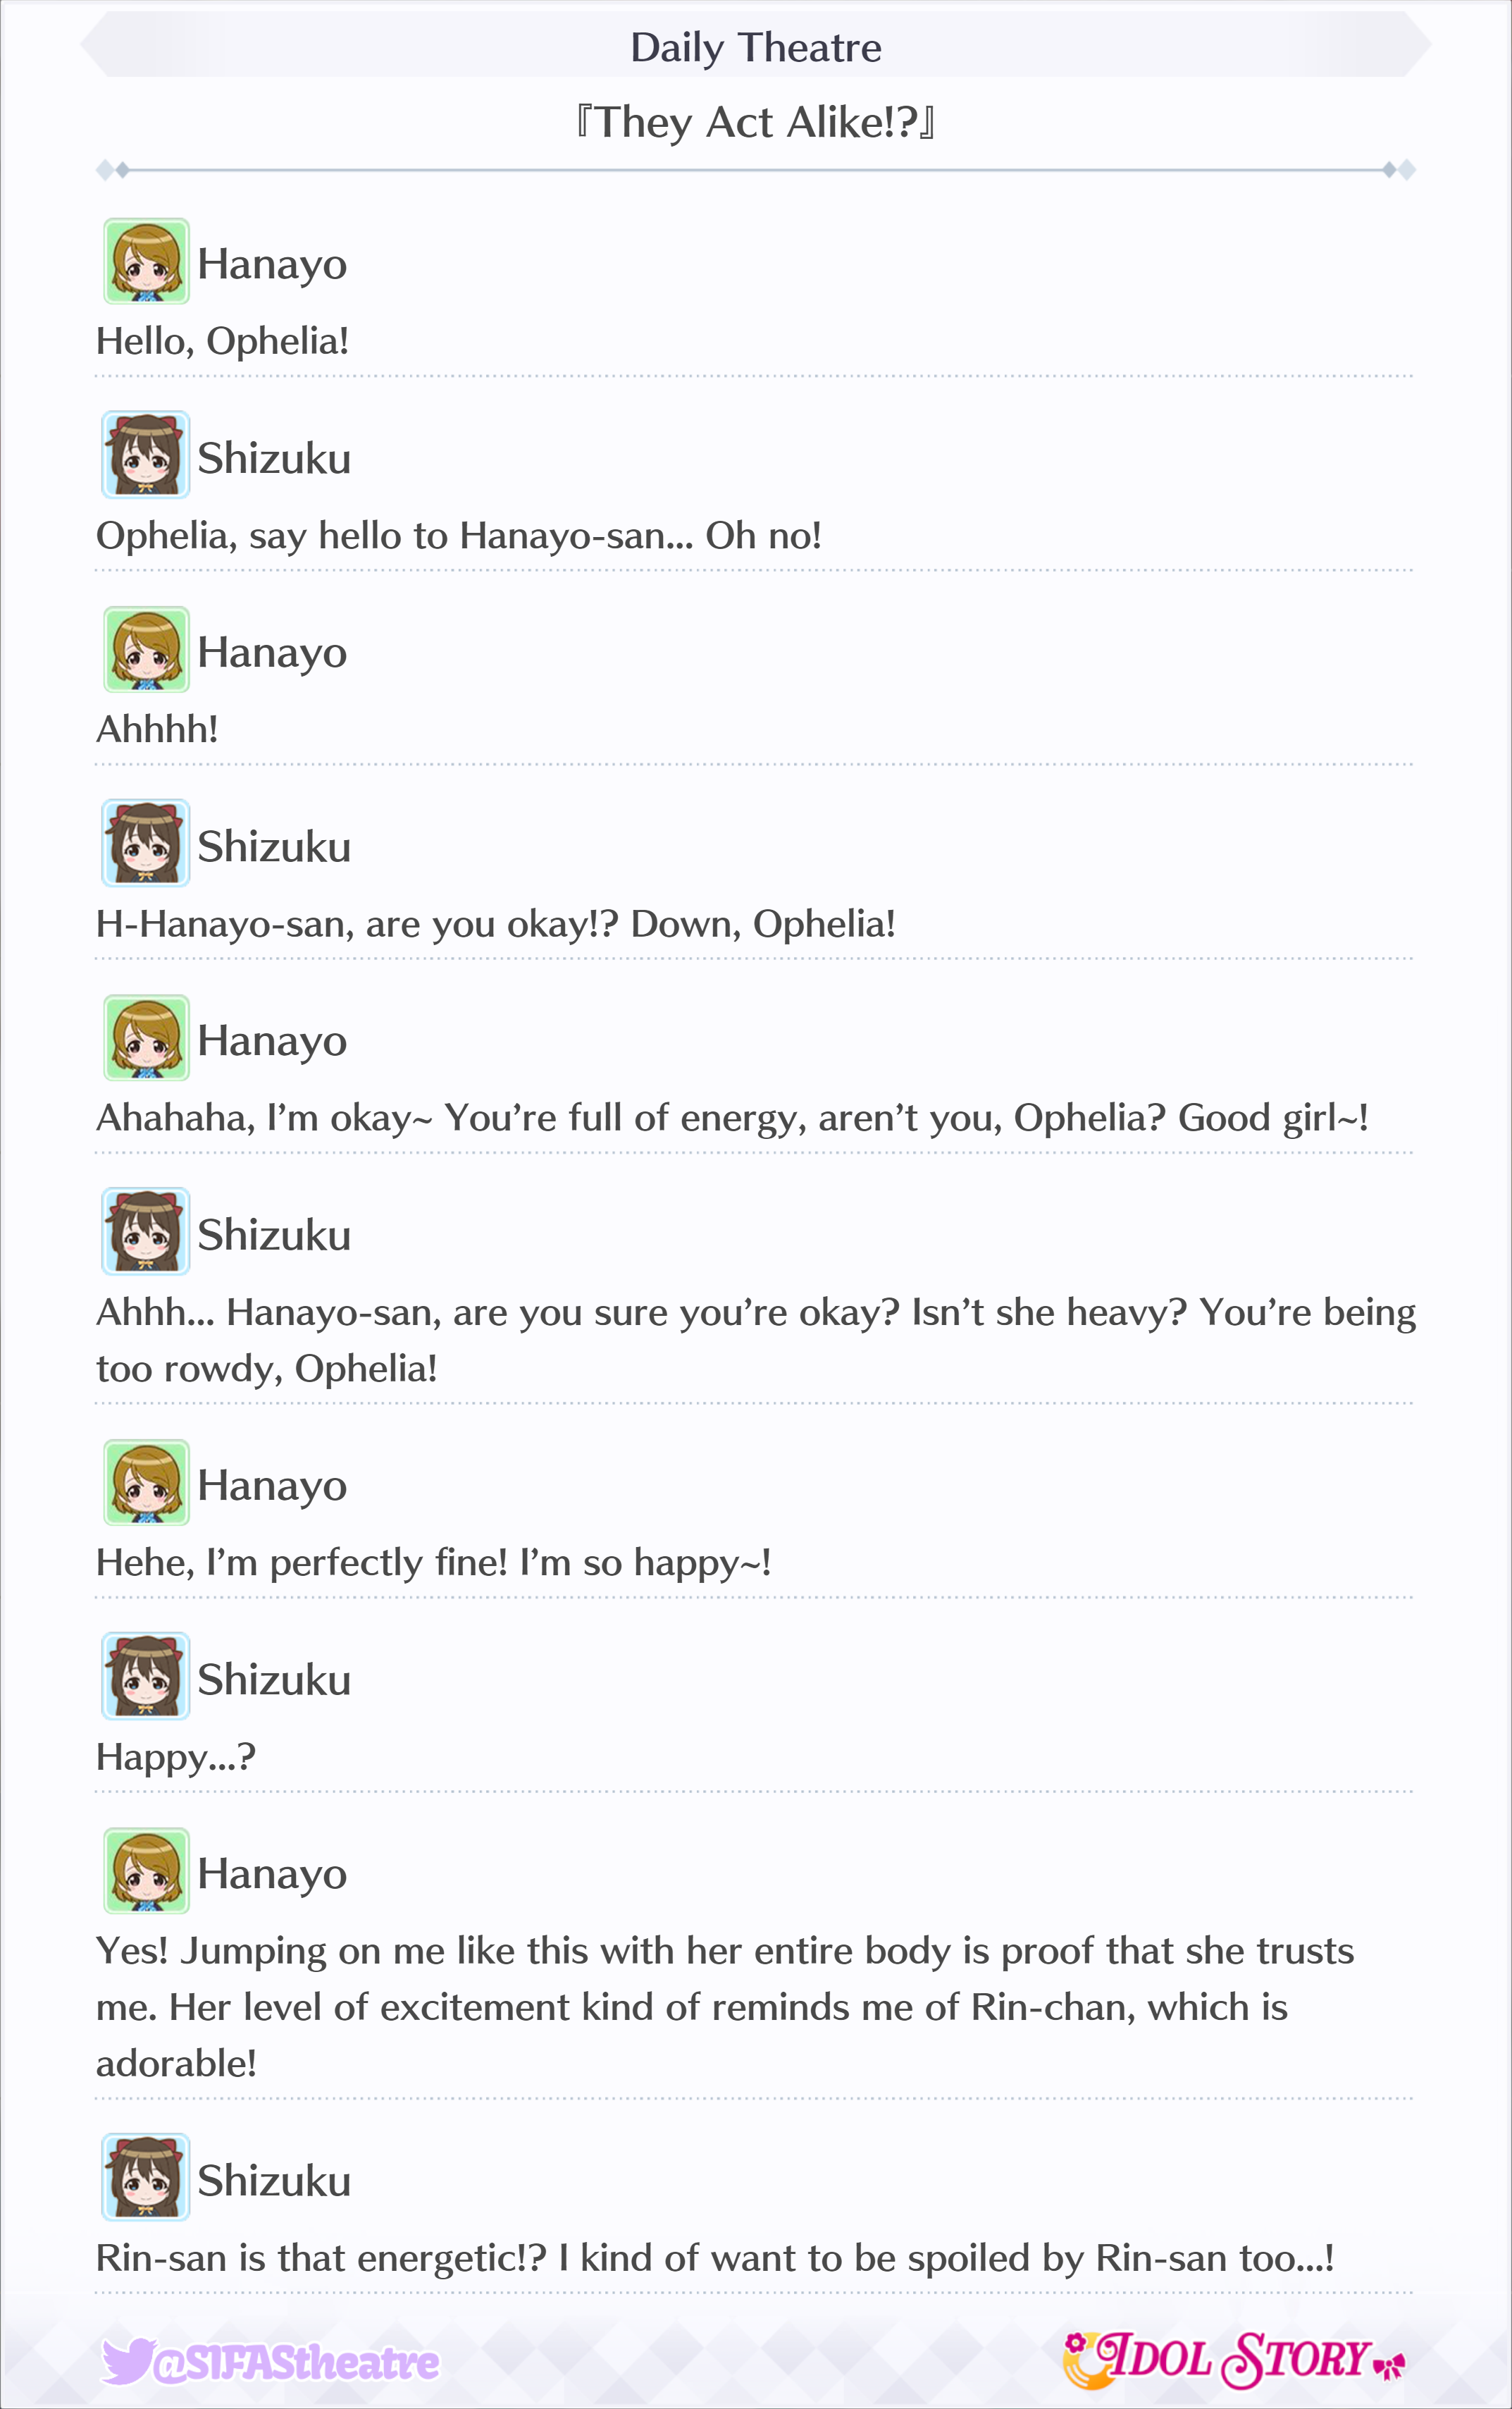 Daily Theatre
『They Act Alike!?』
Hanayo
Hello, Ophelia!
Shizuku
Ophelia, say hello to Hanayo-san... Oh no!
Hanayo
Ahhhh!
Shizuku
H-Hanayo-san, are you okay!? Down, Ophelia!
Hanayo
Ahahaha, I’m okay~ You’re full of energy, aren’t you, Ophelia? Good girl~!
Shizuku
Ahhh... Hanayo-san, are you sure you’re okay? Isn’t she heavy? You’re being
too rowdy, Ophelia!
Hanayo
Hehe, I’m perfectly fine! I’m so happy~!
Shizuku
Happy...?
Hanayo
Yes! Jumping on me like this with her entire body is proof that she trusts
me. Her level of excitement kind of reminds me of Rin-chan, which is
adorable!
Shizuku
Rin-san is that energetic!? I kind of want to be spoiled by Rin-san too...!
@SIFAStheatre
IDOL STORY